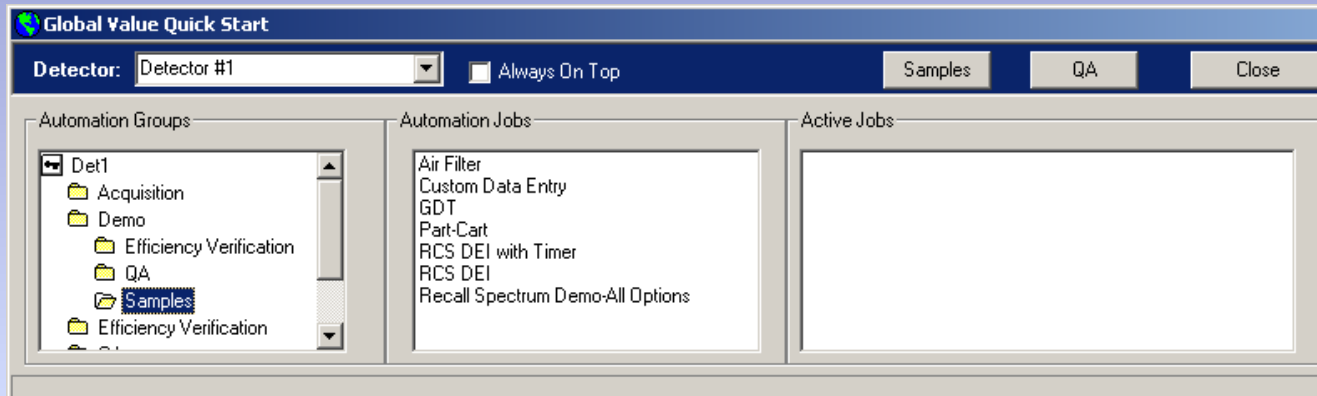 Global Value Quick Start
Detector: Detector #1 Always On Top Samples QA Close
Automation Groups Automation Jobs Active Jobs
Det1
Acquisition
Demo
Efficiency Verification
QA
Samples
Efficiency Verification
Air Filter
Custom Data Entry
GDT
Part-Cart
RCS DEI with Timer
RCS DEI
Recall Spectrum Demo-All Options